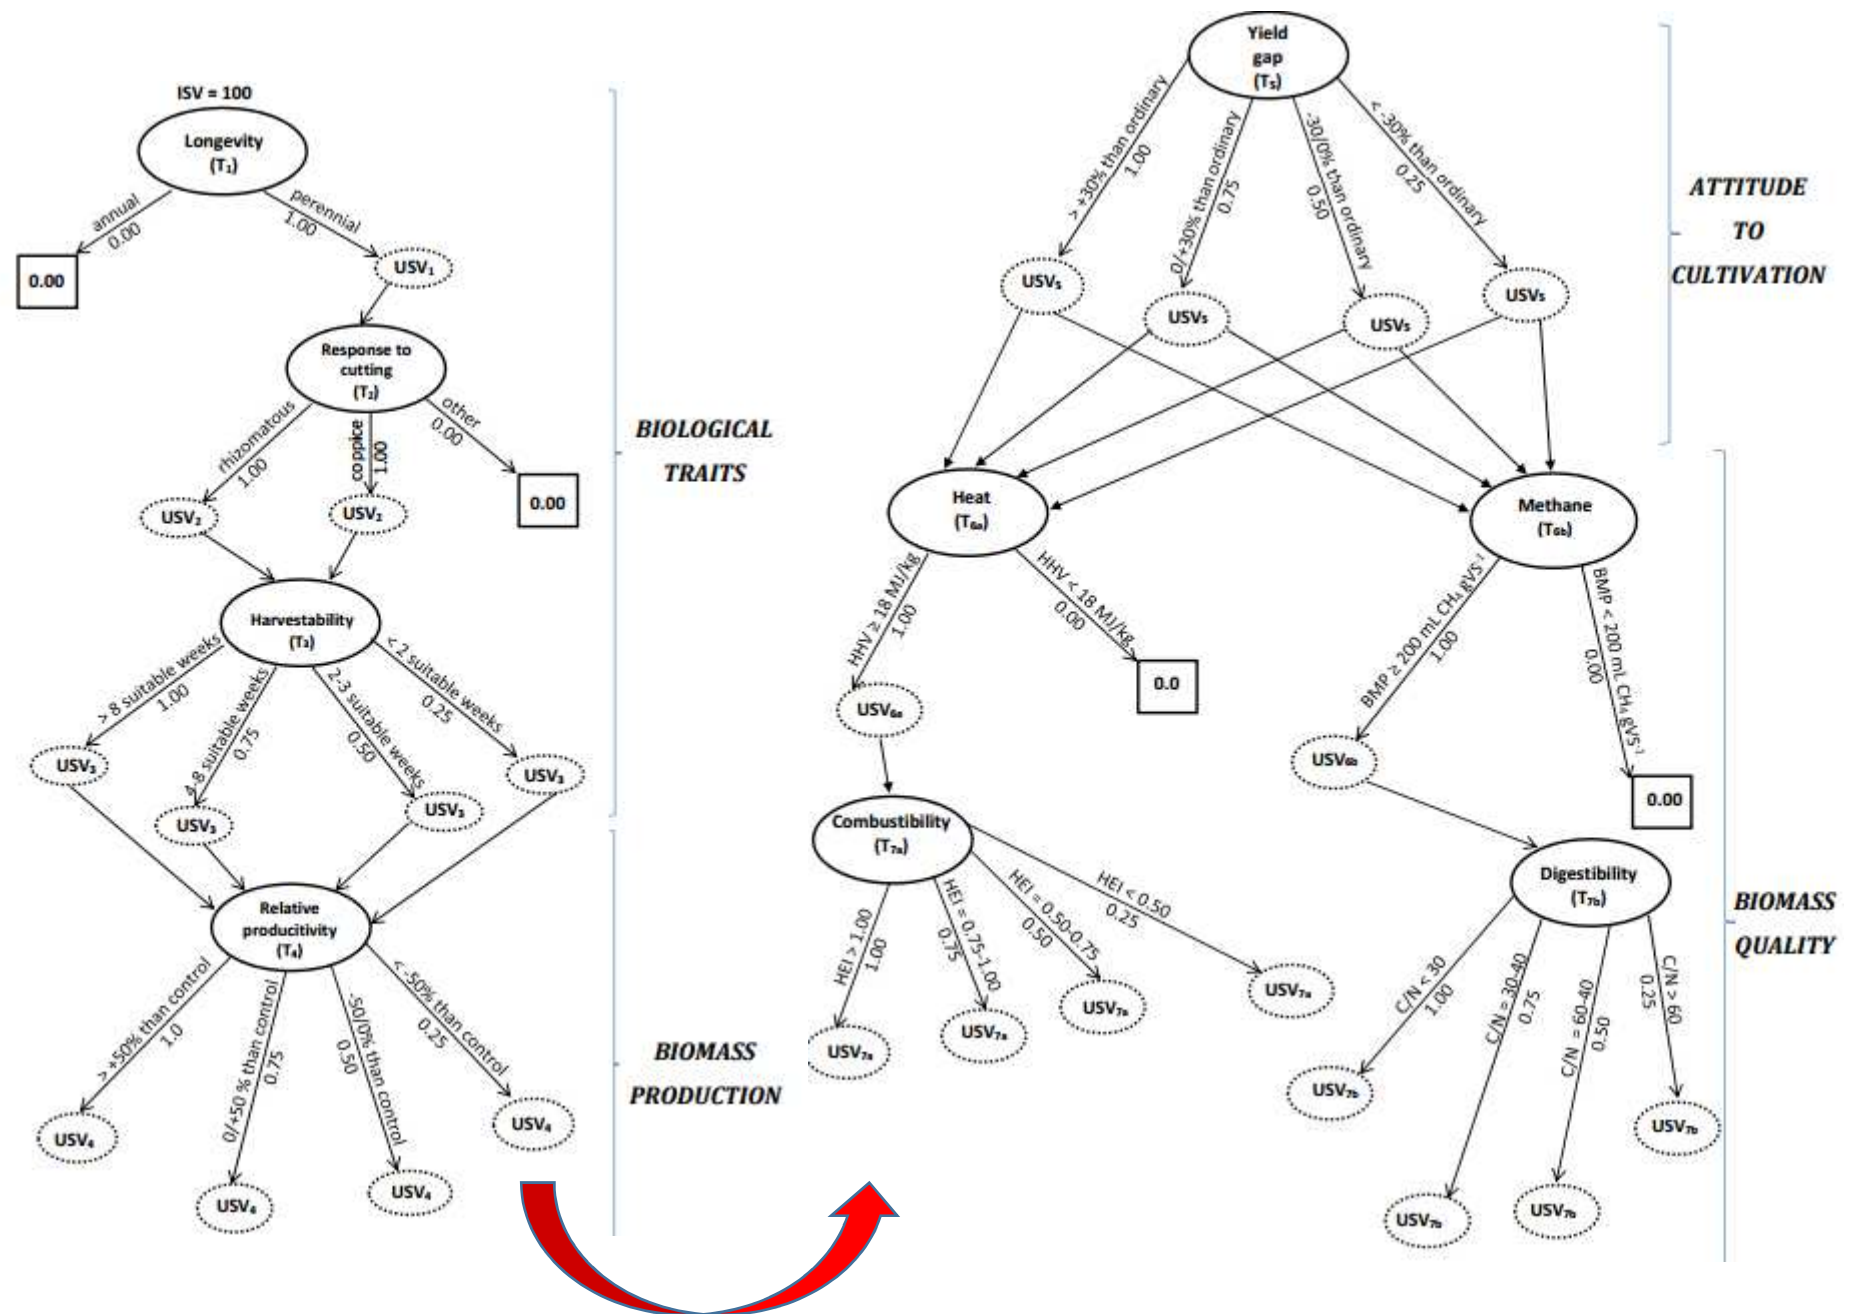 ISV = 100
Longevity
(T₁)
annual
0.00
perennial
1.00
0.00
USV₁
Response to
cutting
(T₂)
rhizomatous
1.00
coppice
1.00
other
0.00
USV₂
USV₂
0.00
Harvestability
(T₃)
> 8 suitable weeks
1.00
4-8 suitable weeks
0.75
2-3 suitable weeks
0.50
< 2 suitable weeks
0.25
USV₃
USV₃
USV₃
USV₃
BIOLOGICAL
TRAITS
Relative
producitivity
(T₄)
> +50% than control
1.0
0/+50 % than control
0.75
-50/0% than control
0.50
< -50% than control
0.25
USV₄
USV₄
USV₄
USV₄
BIOMASS
PRODUCTION
Yield
gap
(T₅)
> +30% than ordinary
1.00
0/+30% than ordinary
0.75
-30/0% than ordinary
0.50
< -30% than ordinary
0.25
USV₅
USV₅
USV₅
USV₅
ATTITUDE
TO
CULTIVATION
Heat
(T₆ₐ)
HHV ≥ 18 MJ/kg
1.00
HHV < 18 MJ/kg
0.00
USV₆ₐ
0.0
Combustibility
(T₇ₐ)
HEI > 1.00
1.00
HEI = 0.75-1.00
0.75
HEI = 0.50-0.75
0.50
HEI < 0.50
0.25
USV₇ₐ
USV₇ₐ
USV₇ₐ
USV₇ₐ
Methane
(T6b)
BMP ≥ 200 mL CH₄ gVS⁻¹
1.00
BMP < 200 mL CH₄ gVS⁻¹
0.00
USV6b
0.00
Digestibility
(T7b)
C/N < 30
1.00
C/N = 30-40
0.75
C/N = 60-40
0.50
C/N > 60
0.25
USV7b
USV7b
USV7b
USV7b
BIOMASS
QUALITY